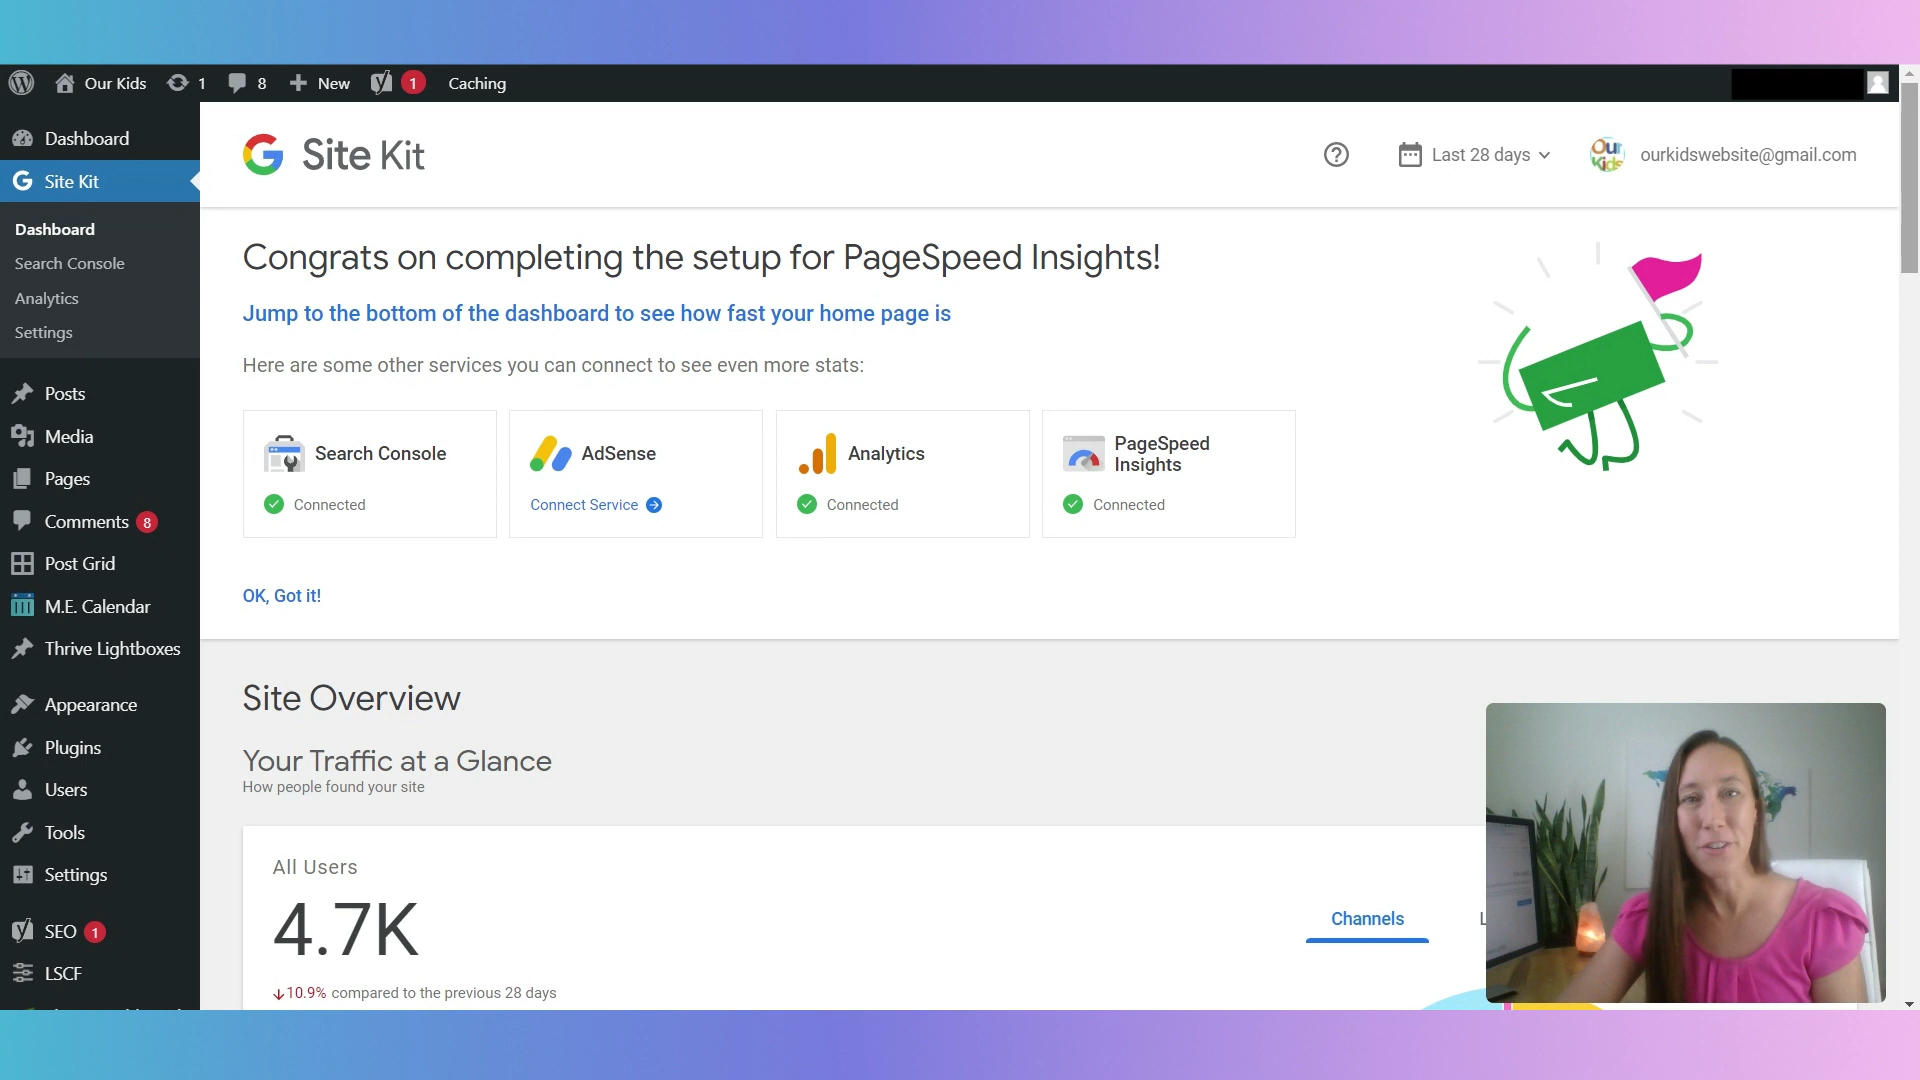 Our Kids 1 8 New 1 Caching
Dashboard
Site Kit
Dashboard
Search Console
Analytics
Settings
Posts
Media
Pages
Comments 8
Post Grid
M.E. Calendar
Thrive Lightboxes
Appearance
Plugins
Users
Tools
Settings
SEO 1
LSCF
Site Kit
Last 28 days
Our Kids
ourkidswebsite@gmail.com
Congrats on completing the setup for PageSpeed Insights!
Jump to the bottom of the dashboard to see how fast your home page is
Here are some other services you can connect to see even more stats:
Search Console
Connected
AdSense
Connect Service
Analytics
Connected
PageSpeed
Insights
Connected
OK, Got it!
Site Overview
Your Traffic at a Glance
How people found your site
All Users
4.7K
10.9% compared to the previous 28 days
Channels